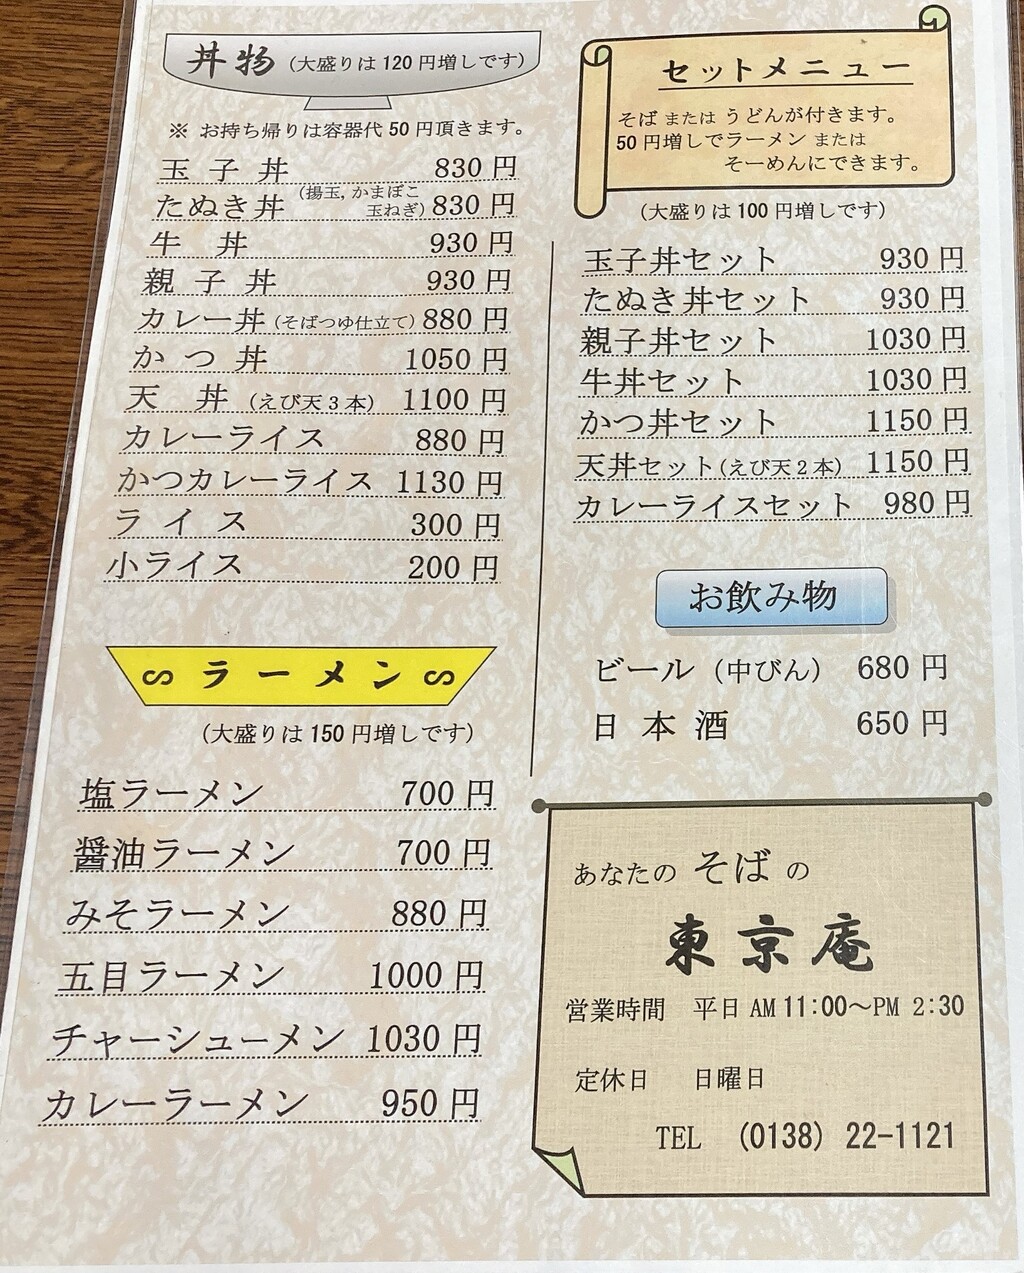 丼物（大盛りは120円増しです）
※ お持ち帰りは容器代50円頂きます。
玉子丼 830円
たぬき丼（揚玉,かまぼこ 玉ねぎ）830円
牛丼 930円
親子丼 930円
カレー丼（そばつゆ仕立て）880円
かつ丼 1050円
天丼（えび天3本）1100円
カレーライス 880円
かつカレーライス 1130円
ライス 300円
小ライス 200円
ラーメン
（大盛りは150円増しです）
塩ラーメン 700円
醤油ラーメン 700円
みそラーメン 880円
五目ラーメン 1000円
チャーシューメン 1030円
カレーラーメン 950円
セットメニュー
そば または うどんが付きます。
50円増しでラーメン または
そーめんにできます。
（大盛りは100円増しです）
玉子丼セット 930円
たぬき丼セット 930円
親子丼セット 1030円
牛丼セット 1030円
かつ丼セット 1150円
天丼セット（えび天2本）1150円
カレーライスセット 980円
お飲み物
ビール（中びん）680円
日本酒 650円
あなたの そば の
東京庵
営業時間 平日 AM 11:00～PM 2:30
定休日 日曜日
TEL (0138) 22-1121